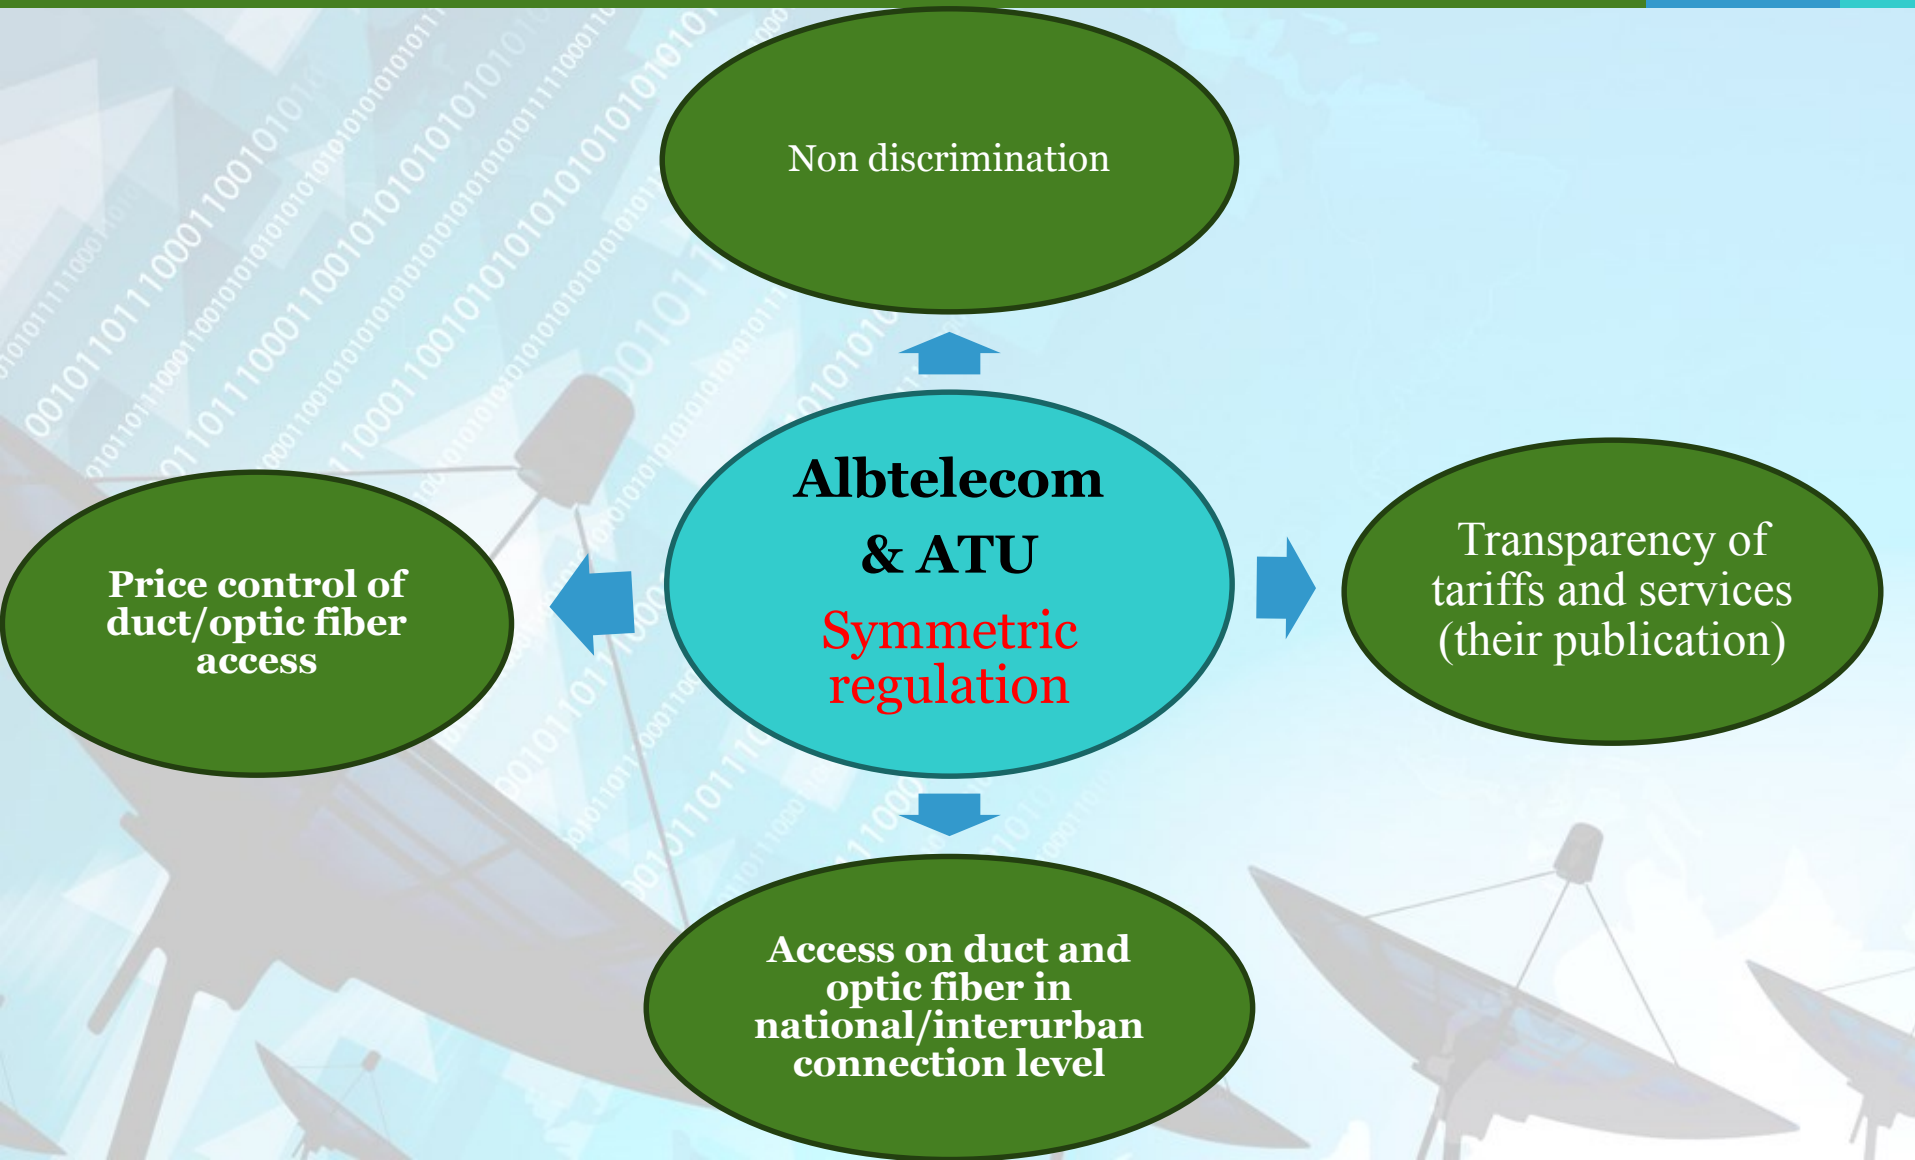 Non discrimination
Albtelecom
& ATU
Symmetric
regulation
Price control of
duct/optic fiber
access
Transparency of
tariffs and services
(their publication)
Access on duct and
optic fiber in
national/interurban
connection level